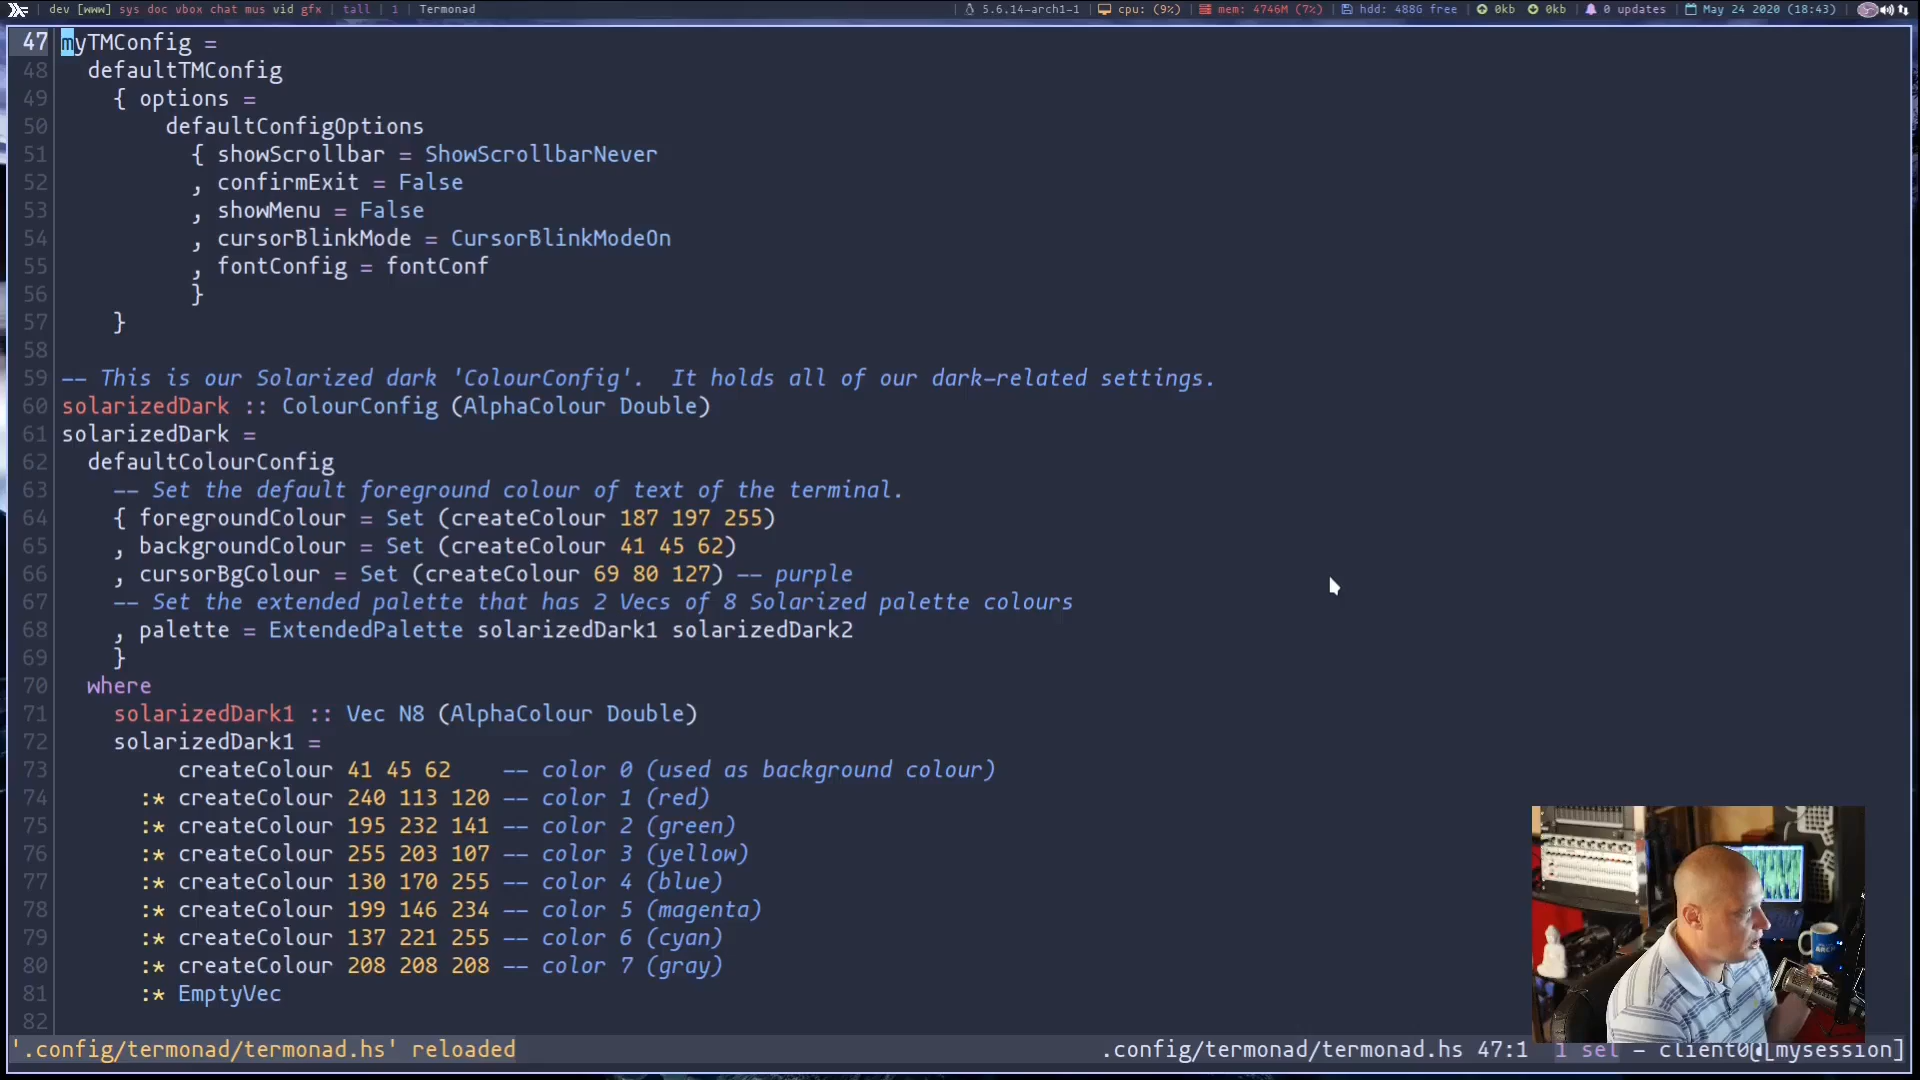 dev [www] sys doc vbox chat mus vid gfx | tall | 1 | Termonad
5.6.14-arch1-1 | cpu: (9%) | mem: 4746M (7%) | hdd: 488G free | 0kb 0kb | 0 updates | May 24 2020 (18:43)
47 myTMConfig =
48 defaultTMConfig
49 { options =
50 defaultConfigOptions
51 { showScrollbar = ShowScrollbarNever
52 , confirmExit = False
53 , showMenu = False
54 , cursorBlinkMode = CursorBlinkModeOn
55 , fontConfig = fontConf
56 }
57 }
58
59 -- This is our Solarized dark 'ColourConfig'.  It holds all of our dark-related settings.
60 solarizedDark :: ColourConfig (AlphaColour Double)
61 solarizedDark =
62 defaultColourConfig
63 -- Set the default foreground colour of text of the terminal.
64 { foregroundColour = Set (createColour 187 197 255)
65 , backgroundColour = Set (createColour 41 45 62)
66 , cursorBgColour = Set (createColour 69 80 127) -- purple
67 -- Set the extended palette that has 2 Vecs of 8 Solarized palette colours
68 , palette = ExtendedPalette solarizedDark1 solarizedDark2
69 }
70 where
71 solarizedDark1 :: Vec N8 (AlphaColour Double)
72 solarizedDark1 =
73 createColour 41 45 62 -- color 0 (used as background colour)
74 :* createColour 240 113 120 -- color 1 (red)
75 :* createColour 195 232 141 -- color 2 (green)
76 :* createColour 255 203 107 -- color 3 (yellow)
77 :* createColour 130 170 255 -- color 4 (blue)
78 :* createColour 199 146 234 -- color 5 (magenta)
79 :* createColour 137 221 255 -- color 6 (cyan)
80 :* createColour 208 208 208 -- color 7 (gray)
81 :* EmptyVec
82
'.config/termonad/termonad.hs' reloaded
.config/termonad/termonad.hs 47:1 1 sel - client0@[mysession]